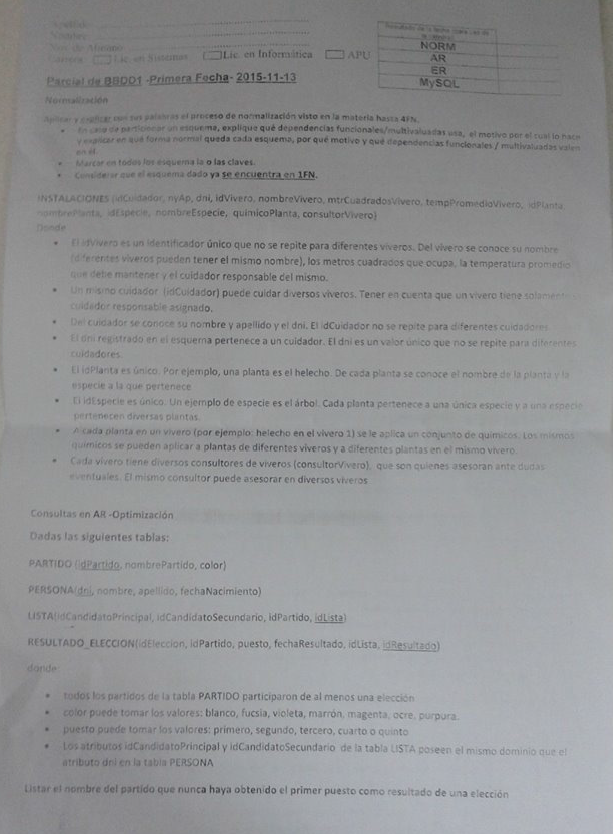 Resultado de la fecha
NORM
AR
ER
MySQL
Apellido:
Nombre:
Lic. en Sistemas Lic. en Informática APU
Parcial de BBDD1 -Primera Fecha- 2015-11-13
Normalización
Aplicar y explicar con sus palabras el proceso de normalización visto en la materia hasta 4FN.
En caso de particionar un esquema, explique qué dependencias funcionales/multivaluadas usa, el motivo por el cual lo hace
y explicar en qué forma normal queda cada esquema, por qué motivo y qué dependencias funcionales / multivaluadas valen
en él.
Marcar en todos los esquema la o las claves.
Considerar que el esquema dado ya se encuentra en 1FN.
INSTALACIONES (idCuidador, nyAp, dni, idVivero, nombreVivero, mtrCuadradosVivero, tempPromedioVivero, idPlanta,
nombrePlanta, idEspecie, nombreEspecie, quimicoPlanta, consultorVivero)
Donde
El idVivero es un identificador único que no se repite para diferentes viveros. Del vivero se conoce su nombre
(diferentes viveros pueden tener el mismo nombre), los metros cuadrados que ocupa, la temperatura promedio
que debe mantener y el cuidador responsable del mismo.
Un mismo cuidador (idCuidador) puede cuidar diversos viveros. Tener en cuenta que un vivero tiene solamente
cuidador responsable asignado.
Del cuidador se conoce su nombre y apellido y el dni. El idCuidador no se repite para diferentes cuidadores
El dni registrado en el esquema pertenece a un cuidador. El dni es un valor único que no se repite para diferentes
cuidadores.
El idPlanta es único. Por ejemplo, una planta es el helecho. De cada planta se conoce el nombre de la planta y la
especie a la que pertenece
El idEspecie es único. Un ejemplo de especie es el árbol. Cada planta pertenece a una única especie y a una especie
pertenecen diversas plantas.
A cada planta en un vivero (por ejemplo: helecho en el vivero 1) se le aplica un conjunto de químicos. Los mismos
químicos se pueden aplicar a plantas de diferentes viveros y a diferentes plantas en el mismo vivero.
Cada vivero tiene diversos consultores de viveros (consultorVivero), que son quienes asesoran ante dudas
eventuales. El mismo consultor puede asesorar en diversos viveros
Consultas en AR -Optimización
Dadas las siguientes tablas:
PARTIDO (idPartido, nombrePartido, color)
PERSONA(dni, nombre, apellido, fechaNacimiento)
LISTA(idCandidatoPrincipal, idCandidatoSecundario, idPartido, idLista)
RESULTADO_ELECCION(idEleccion, idPartido, puesto, fechaResultado, idLista, idResultado)
donde:
todos los partidos de la tabla PARTIDO participaron de al menos una elección
color puede tomar los valores: blanco, fucsia, violeta, marrón, magenta, ocre, purpura.
puesto puede tomar los valores: primero, segundo, tercero, cuarto o quinto
Los atributos idCandidatoPrincipal y idCandidatoSecundario de la tabla LISTA poseen el mismo dominio que el
atributo dni en la tabla PERSONA
Listar el nombre del partido que nunca haya obtenido el primer puesto como resultado de una elección